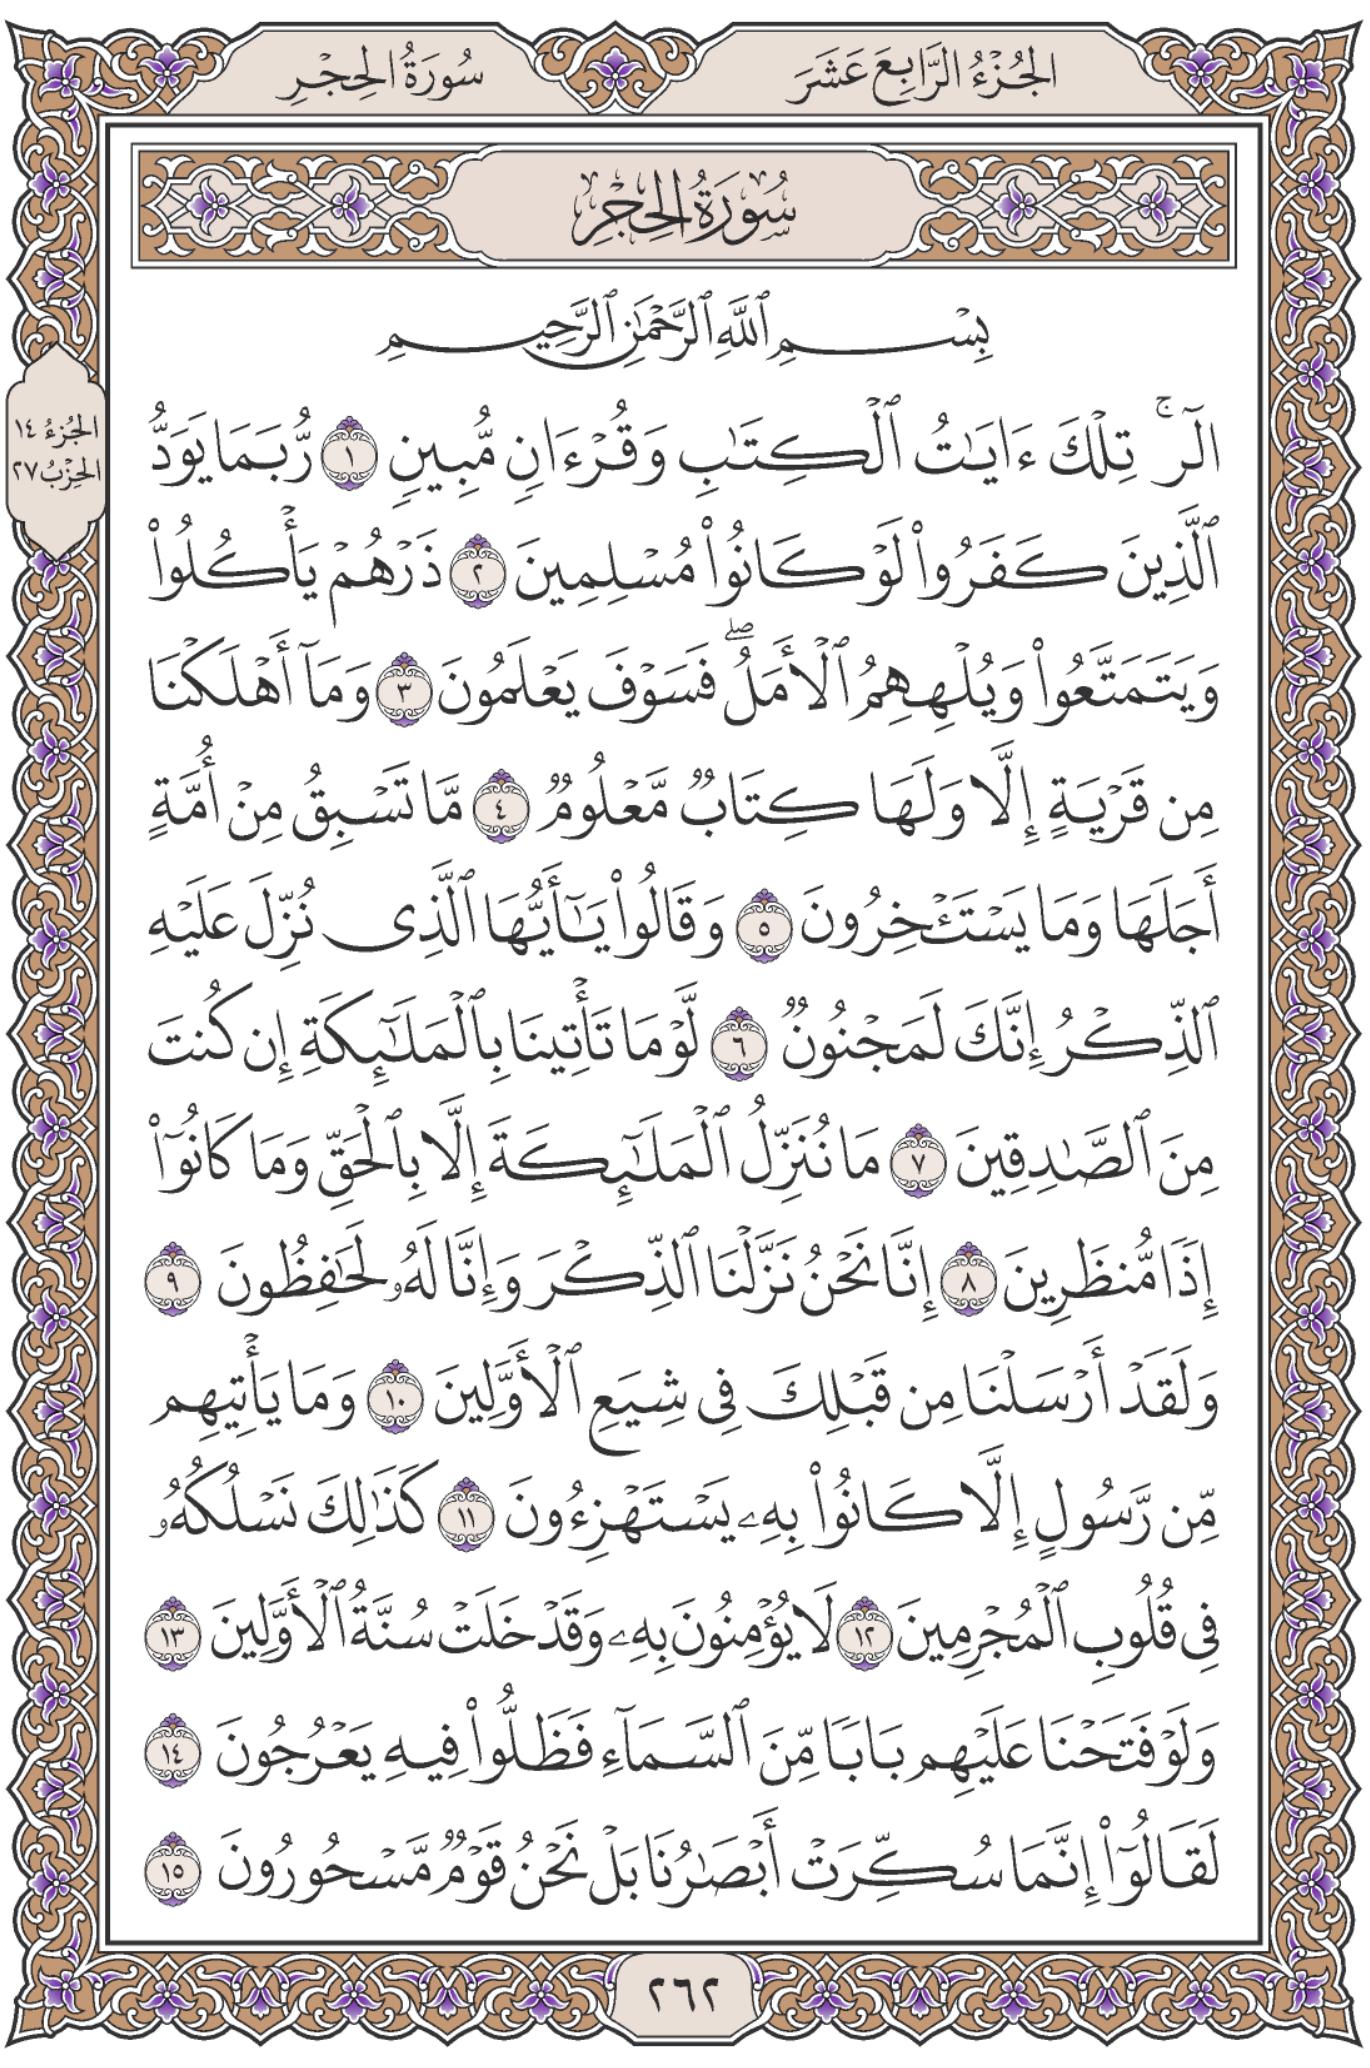 الجُزْءُ الرَّابِعَ عَشَرَ
سُورَةُ الحِجْرِ
سُورَةُ الحِجْرِ
بِسْمِ ٱللَّهِ ٱلرَّحْمَٰنِ ٱلرَّحِيمِ
الٓرۚ تِلْكَ ءَايَٰتُ ٱلْكِتَٰبِ وَقُرْءَانٍ مُّبِينٍ ١ رُّبَمَا يَوَدُّ
ٱلَّذِينَ كَفَرُوا۟ لَوْ كَانُوا۟ مُسْلِمِينَ ٢ ذَرْهُمْ يَأْكُلُوا۟
وَيَتَمَتَّعُوا۟ وَيُلْهِهِمُ ٱلْأَمَلُۖ فَسَوْفَ يَعْلَمُونَ ٣ وَمَآ أَهْلَكْنَا
مِن قَرْيَةٍ إِلَّا وَلَهَا كِتَابٌ مَّعْلُومٌ ٤ مَّا تَسْبِقُ مِنْ أُمَّةٍ
أَجَلَهَا وَمَا يَسْتَـْٔخِرُونَ ٥ وَقَالُوا۟ يَٰٓأَيُّهَا ٱلَّذِى نُزِّلَ عَلَيْهِ
ٱلذِّكْرُ إِنَّكَ لَمَجْنُونٌ ٦ لَّوْ مَا تَأْتِينَا بِٱلْمَلَٰٓئِكَةِ إِن كُنتَ
مِنَ ٱلصَّٰدِقِينَ ٧ مَا نُنَزِّلُ ٱلْمَلَٰٓئِكَةَ إِلَّا بِٱلْحَقِّ وَمَا كَانُوٓا۟
إِذًا مُّنظَرِينَ ٨ إِنَّا نَحْنُ نَزَّلْنَا ٱلذِّكْرَ وَإِنَّا لَهُۥ لَحَٰفِظُونَ ٩
وَلَقَدْ أَرْسَلْنَا مِن قَبْلِكَ فِى شِيَعِ ٱلْأَوَّلِينَ ١٠ وَمَا يَأْتِيهِم
مِّن رَّسُولٍ إِلَّا كَانُوا۟ بِهِۦ يَسْتَهْزِءُونَ ١١ كَذَٰلِكَ نَسْلُكُهُۥ
فِى قُلُوبِ ٱلْمُجْرِمِينَ ١٢ لَا يُؤْمِنُونَ بِهِۦ وَقَدْ خَلَتْ سُنَّةُ ٱلْأَوَّلِينَ ١٣
وَلَوْ فَتَحْنَا عَلَيْهِم بَابًا مِّنَ ٱلسَّمَآءِ فَظَلُّوا۟ فِيهِ يَعْرُجُونَ ١٤
لَقَالُوٓا۟ إِنَّمَا سُكِّرَتْ أَبْصَٰرُنَا بَلْ نَحْنُ قَوْمٌ مَّسْحُورُونَ ١٥
الجُزءُ ١٤
الحِزْبُ ٢٧
٢٦٢